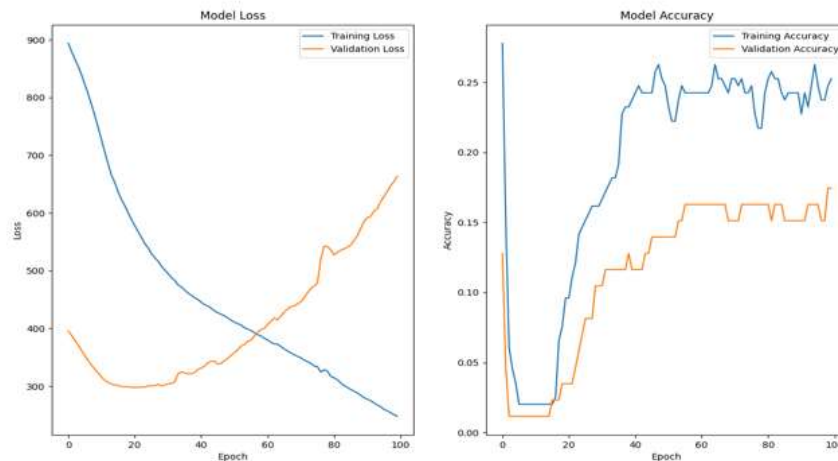 Model Loss
Training Loss
Validation Loss
900
800
700
600
500
400
300
Loss
0
20
40
60
80
100
Epoch
Model Accuracy
Training Accuracy
Validation Accuracy
0.25
0.20
0.15
0.10
0.05
0.00
Accuracy
0
20
40
60
80
Epoch